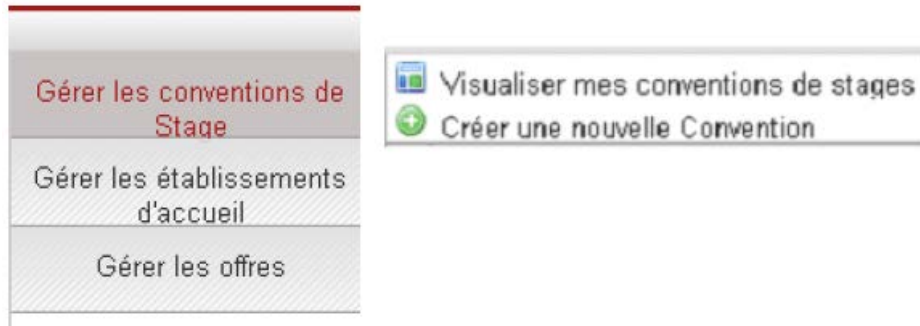 Gérer les conventions de
Stage
Gérer les établissements
d'accueil
Gérer les offres
Visualiser mes conventions de stages
Créer une nouvelle Convention